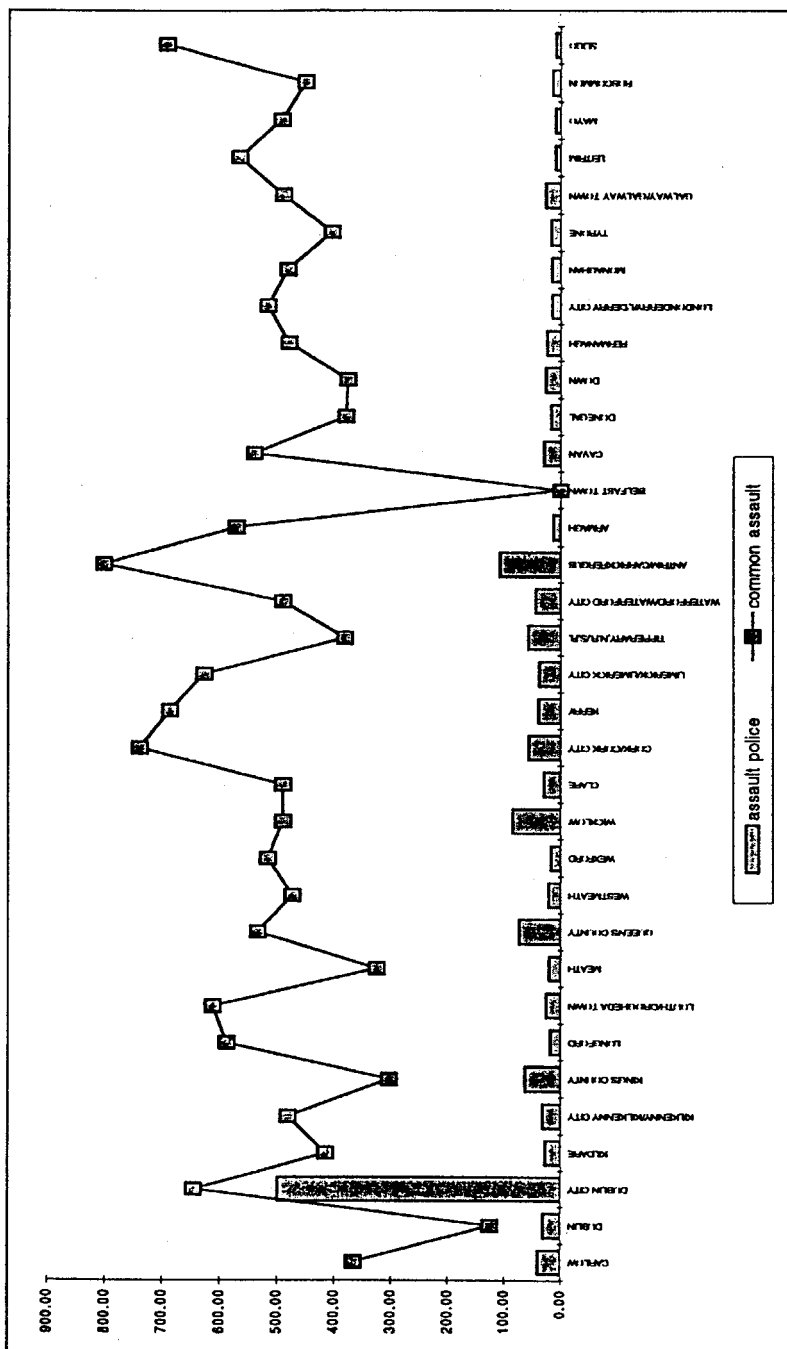 900.00
800.00
700.00
600.00
500.00
400.00
300.00
200.00
100.00
0.00
CARLOW
DUBLIN
DUBLIN CITY
KILDARE
KILKENNY/KILKENNY CITY
KINGS COUNTY
LONGFORD
LOUTH/DROGHEDA TOWN
MEATH
QUEENS COUNTY
WESTMEATH
WEXFORD
WICKLOW
CLARE
CORK/CORK CITY
KERRY
LIMERICK/LIMERICK CITY
TIPPERARY,N.R./S.R.
WATERFORD/WATERFORD CITY
ANTRIM/CARRICKFERGUS
ARMAGH
BELFAST TOWN
CAVAN
DONEGAL
DOWN
FERMANAGH
LONDONDERRY/DERRY CITY
MONAGHAN
TYRONE
GALWAY/GALWAY TOWN
LEITRIM
MAYO
ROSCOMMON
SLIGO
assault police
common assault